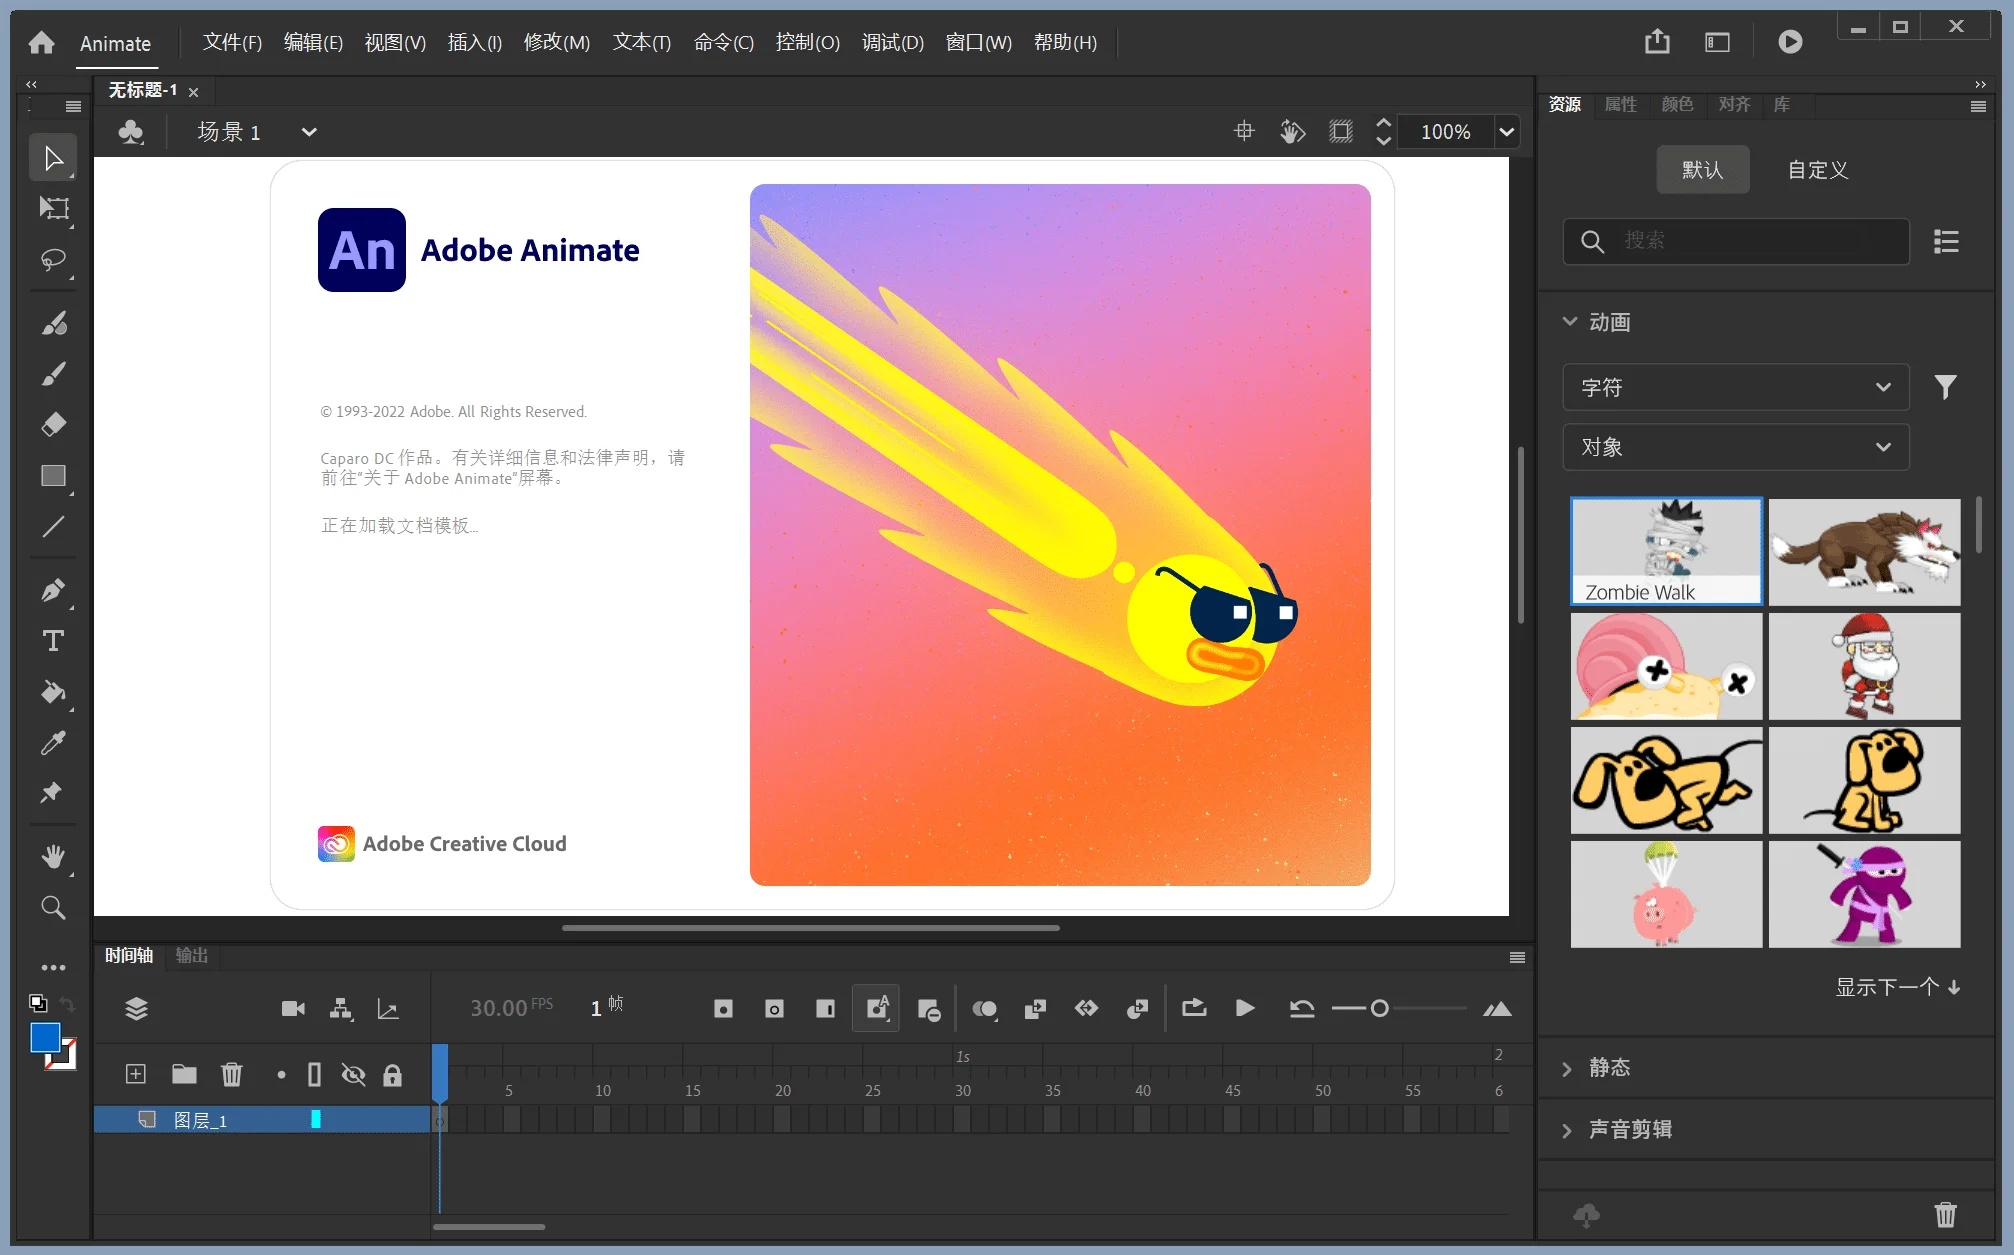 Animate 文件(F) 编辑(E) 视图(V) 插入(I) 修改(M) 文本(T) 命令(C) 控制(O) 调试(D) 窗口(W) 帮助(H)
无标题-1
场景 1
100%
An
Adobe Animate
© 1993-2022 Adobe. All Rights Reserved.
Caparo DC 作品。有关详细信息和法律声明，请
前往“关于 Adobe Animate”屏幕。
正在加载文档模板...
Adobe Creative Cloud
资源 属性 颜色 对齐 库
默认 自定义
搜索
动画
字符
对象
Zombie Walk
显示下一个
静态
声音剪辑
时间轴 输出
30.00 FPS 1 帧
A
1s 2
5 10 15 20 25 30 35 40 45 50 55 6
图层_1